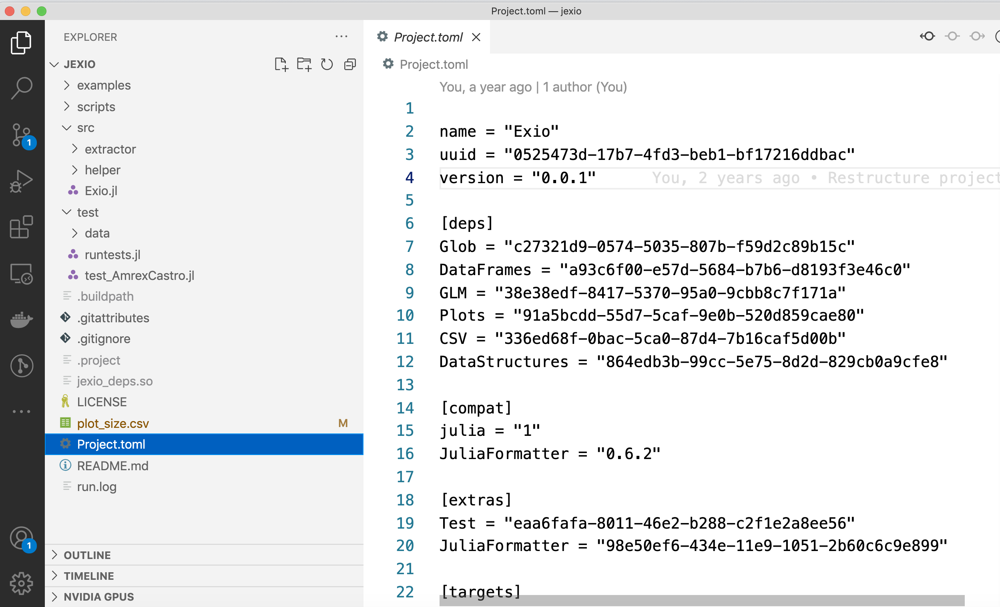 Project.toml — jexio
EXPLORER
JEXIO
examples
scripts
src
extractor
helper
Exio.jl
test
data
runtests.jl
test_AmrexCastro.jl
.buildpath
.gitattributes
.gitignore
.project
jexio_deps.so
LICENSE
plot_size.csv M
Project.toml
README.md
run.log
OUTLINE
TIMELINE
NVIDIA GPUS
1
1
Project.toml
Project.toml
You, a year ago | 1 author (You)
1
2 name = "Exio"
3 uuid = "0525473d-17b7-4fd3-beb1-bf17216ddbac"
4 version = "0.0.1" You, 2 years ago • Restructure project
5
6 [deps]
7 Glob = "c27321d9-0574-5035-807b-f59d2c89b15c"
8 DataFrames = "a93c6f00-e57d-5684-b7b6-d8193f3e46c0"
9 GLM = "38e38edf-8417-5370-95a0-9cbb8c7f171a"
10 Plots = "91a5bcdd-55d7-5caf-9e0b-520d859cae80"
11 CSV = "336ed68f-0bac-5ca0-87d4-7b16caf5d00b"
12 DataStructures = "864edb3b-99cc-5e75-8d2d-829cb0a9cfe8"
13
14 [compat]
15 julia = "1"
16 JuliaFormatter = "0.6.2"
17
18 [extras]
19 Test = "eaa6fafa-8011-46e2-b288-c2f1e2a8ee56"
20 JuliaFormatter = "98e50ef6-434e-11e9-1051-2b60c6c9e899"
21
22 [targets]